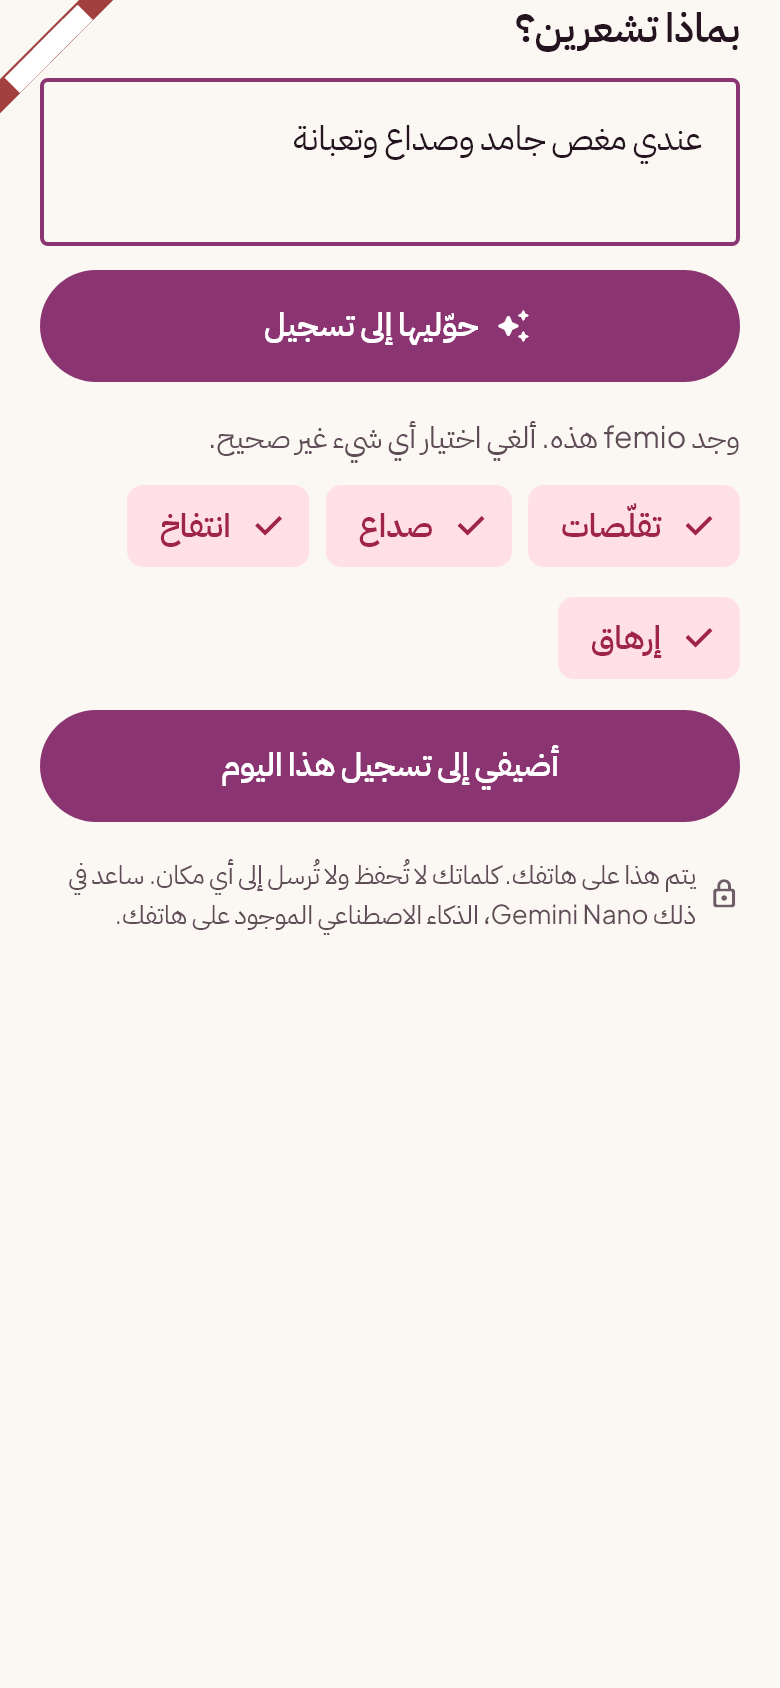 بماذا تشعرين؟
عندي مغص جامد وصداع وتعبانة
حوّليها إلى تسجيل
وجد femio هذه. ألغي اختيار أي شيء غير صحيح.
تقلّصات
صداع
انتفاخ
إرهاق
أضيفي إلى تسجيل هذا اليوم
يتم هذا على هاتفك. كلماتك لا تُحفظ ولا تُرسل إلى أي مكان. ساعد في
ذلك Gemini Nano، الذكاء الاصطناعي الموجود على هاتفك.